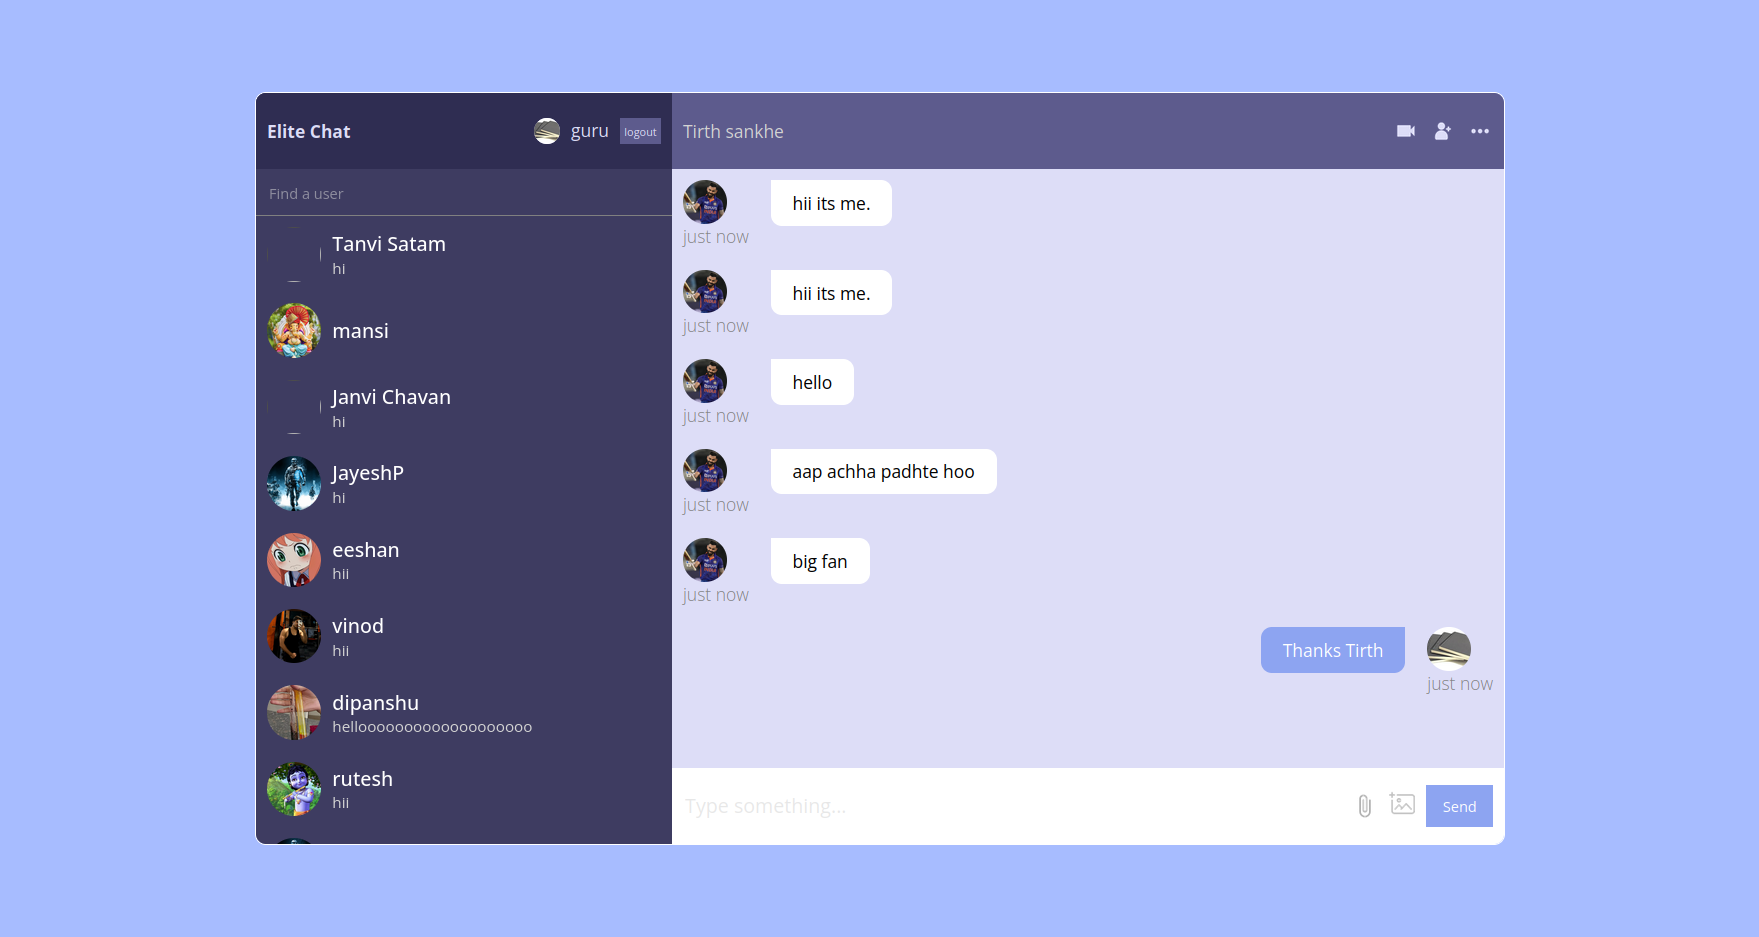 Elite Chat
guru
logout
Find a user
Tanvi Satam
hi
mansi
Janvi Chavan
hi
JayeshP
hi
eeshan
hii
vinod
hii
dipanshu
hellooooooooooooooooooo
rutesh
hii
Tirth sankhe
hii its me.
just now
hii its me.
just now
hello
just now
aap achha padhte hoo
just now
big fan
just now
Thanks Tirth
just now
Type something...
Send